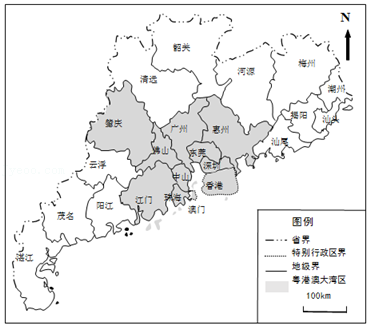 N
韶关
梅州
清远
河源
潮州
揭阳
汕头
肇庆
广州
惠州
汕尾
佛山
东莞
深圳
云浮
中山
香港
江门
珠海
澳门
阳江
茂名
湛江
图例
省界
特别行政区界
地级界
粤港澳大湾区
100km